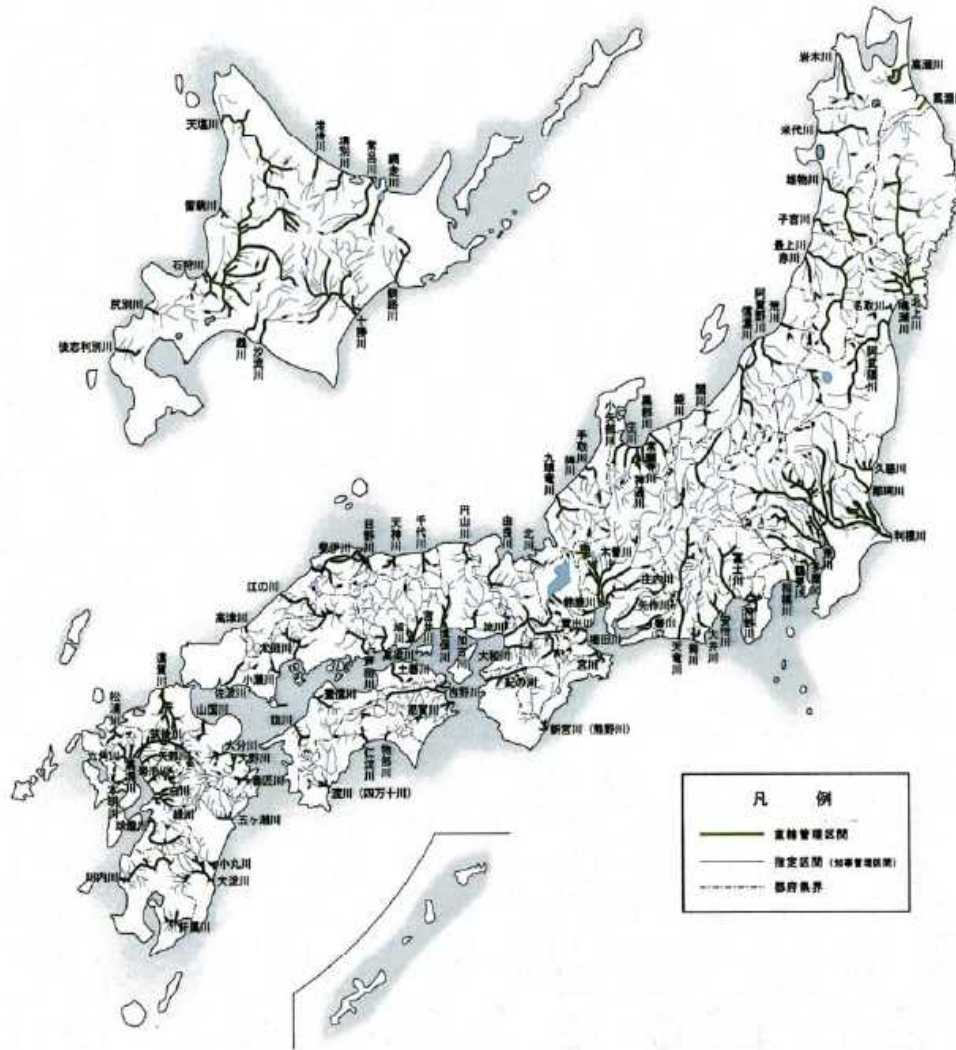 天塩川
渚滑川
湧別川
常呂川
網走川
留萌川
石狩川
尻別川
後志利別川
鵡川
沙流川
十勝川
釧路川
岩木川
高瀬川
馬淵川
米代川
雄物川
子吉川
最上川
赤川
荒川
阿賀野川
信濃川
名取川
鳴瀬川
北上川
阿武隈川
関川
姫川
黒部川
常願寺川
神通川
庄川
小矢部川
手取川
九頭竜川
久慈川
那珂川
利根川
荒川
多摩川
鶴見川
相模川
富士川
狩野川
安倍川
大井川
菊川
天竜川
豊川
矢作川
庄内川
木曽川
鈴鹿川
雲出川
櫛田川
宮川
北川
由良川
円山川
千代川
天神川
日野川
斐伊川
江の川
高津川
太田川
小瀬川
佐波川
芦田川
高梁川
旭川
吉井川
揖保川
加古川
淀川
大和川
紀の川
新宮川（熊野川）
土器川
重信川
肱川
吉野川
那賀川
物部川
仁淀川
渡川（四万十川）
遠賀川
山国川
松浦川
筑後川
六角川
嘉瀬川
矢部川
本明川
菊池川
白川
緑川
球磨川
川内川
大分川
大野川
番匠川
五ヶ瀬川
小丸川
大淀川
肝属川
凡 例
直轄管理区間
指定区間（知事管理区間）
都府県界